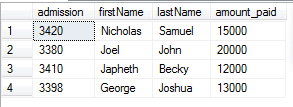 admission firstName lastName amount_paid
1 3420 Nicholas Samuel 15000
2 3380 Joel John 20000
3 3410 Japheth Becky 12000
4 3398 George Joshua 13000